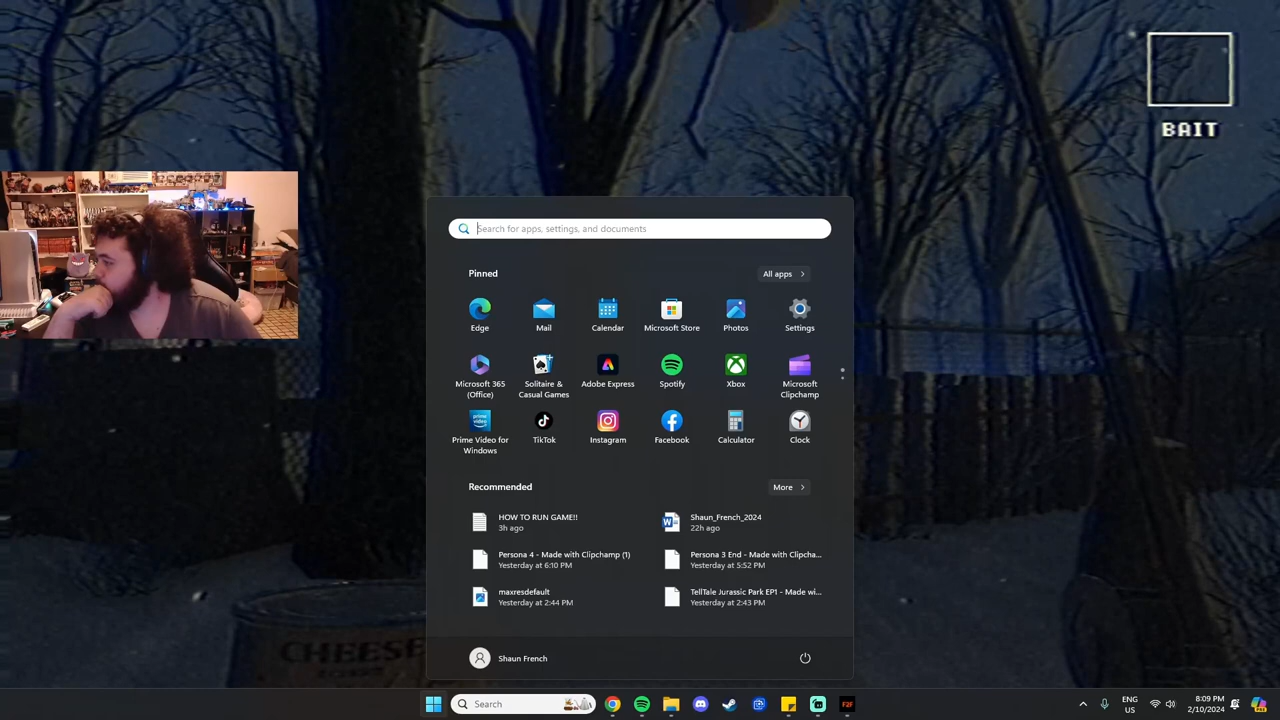 BAIT
Search for apps, settings, and documents
Pinned
All apps
Edge
Mail
Calendar
Microsoft Store
Photos
Settings
Microsoft 365
(Office)
Solitaire &
Casual Games
Adobe Express
Spotify
Xbox
Microsoft
Clipchamp
Prime Video for
Windows
TikTok
Instagram
Facebook
Calculator
Clock
Recommended
More
HOW TO RUN GAME!!
3h ago
Shaun_French_2024
22h ago
Persona 4 - Made with Clipchamp (1)
Yesterday at 6:10 PM
Persona 3 End - Made with Clipcha...
Yesterday at 5:52 PM
maxresdefault
Yesterday at 2:44 PM
TellTale Jurassic Park EP1 - Made wi...
Yesterday at 2:43 PM
CHEESE
Shaun French
Search
F2F
ENG
US
8:09 PM
2/10/2024